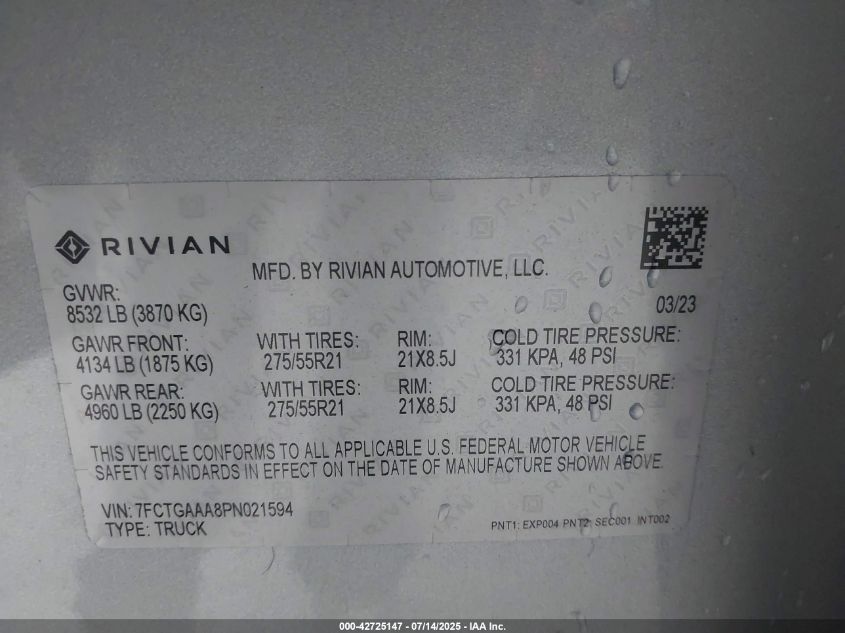 RIVIAN
MFD. BY RIVIAN AUTOMOTIVE, LLC.
GVWR:
8532 LB (3870 KG)
03/23
GAWR FRONT: WITH TIRES: RIM: COLD TIRE PRESSURE:
4134 LB (1875 KG) 275/55R21 21X8.5J 331 KPA, 48 PSI
GAWR REAR: WITH TIRES: RIM: COLD TIRE PRESSURE:
4960 LB (2250 KG) 275/55R21 21X8.5J 331 KPA, 48 PSI
THIS VEHICLE CONFORMS TO ALL APPLICABLE U.S. FEDERAL MOTOR VEHICLE
SAFETY STANDARDS IN EFFECT ON THE DATE OF MANUFACTURE SHOWN ABOVE.
VIN: 7FCTGAAA8PN021594
TYPE: TRUCK
PNT1: EXP004 PNT2: SEC001 INT002
000-42725147 - 07/14/2025 - IAA Inc.